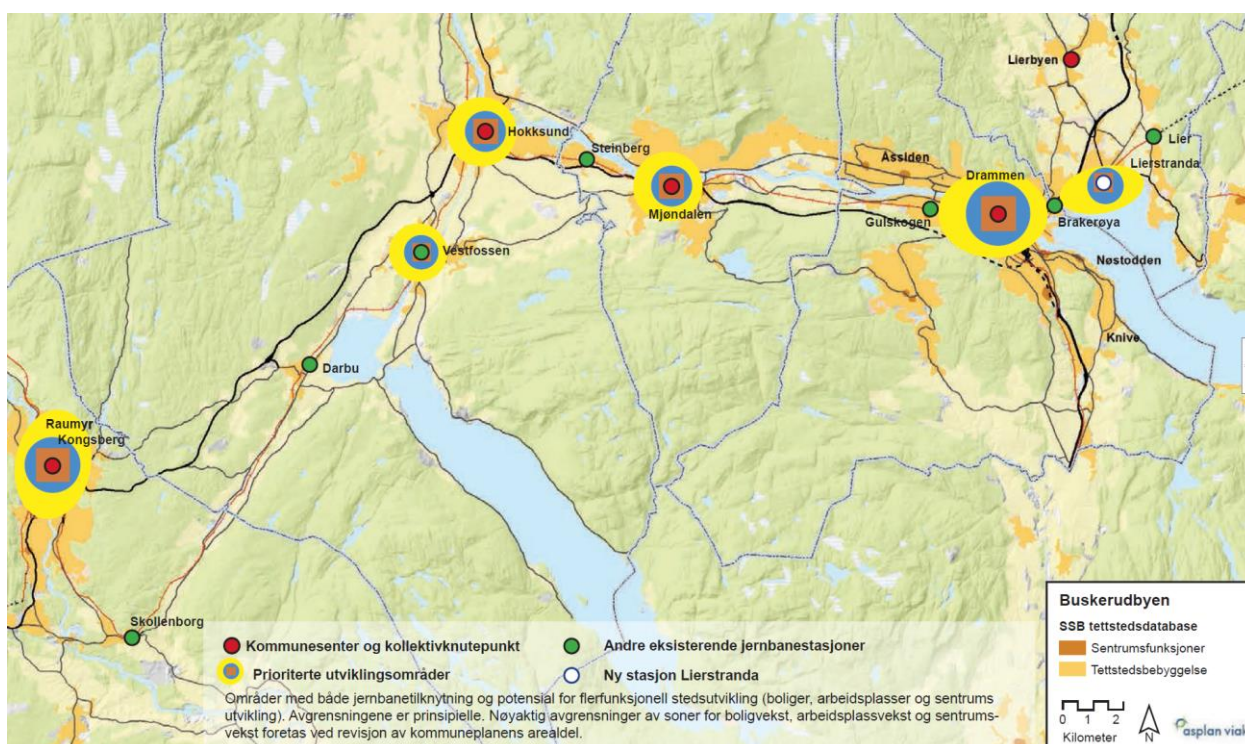 Lierbyen
Hokksund
Lier
Steinberg
Lierstranda
Åssiden
Drammen
Mjøndalen
Gulskogen
Brakerøya
Vestfossen
Nøstodden
Knive
Darbu
Raumyr
Kongsberg
Skollenborg
Kommunesenter og kollektivknutepunkt
Andre eksisterende jernbanestasjoner
Prioriterte utviklingsområder
Ny stasjon Lierstranda
Områder med både jernbanetilknytning og potensial for flerfunksjonell stedsutvikling (boliger, arbeidsplasser og sentrums
utvikling). Avgrensningene er prinsipielle. Nøyaktig avgrensninger av soner for boligvekst, arbeidsplassvekst og sentrums-
vekst foretas ved revisjon av kommuneplanens arealdel.
Buskerudbyen
SSB tettstedsdatabase
Sentrumsfunksjoner
Tettstedsbebyggelse
0 1 2
Kilometer
N
asplan viak